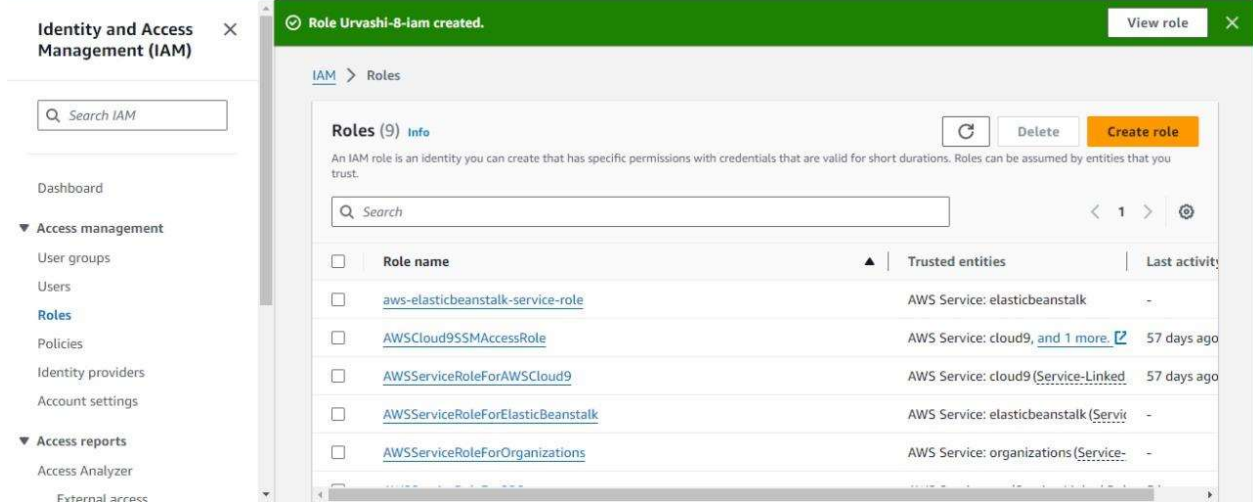 Identity and Access
Management (IAM)
Search IAM
Dashboard
Access management
User groups
Users
Roles
Policies
Identity providers
Account settings
Access reports
Access Analyzer
External access
Role Urvashi-8-iam created.
View role
IAM > Roles
Roles (9) Info
Delete
Create role
An IAM role is an identity you can create that has specific permissions with credentials that are valid for short durations. Roles can be assumed by entities that you
trust.
Search
1
Role name Trusted entities Last activity
aws-elasticbeanstalk-service-role AWS Service: elasticbeanstalk -
AWSCloud9SSMAccessRole AWS Service: cloud9, and 1 more. 57 days ago
AWSServiceRoleForAWSCloud9 AWS Service: cloud9 (Service-Linked 57 days ago
AWSServiceRoleForElasticBeanstalk AWS Service: elasticbeanstalk (Servic -
AWSServiceRoleForOrganizations AWS Service: organizations (Service- -